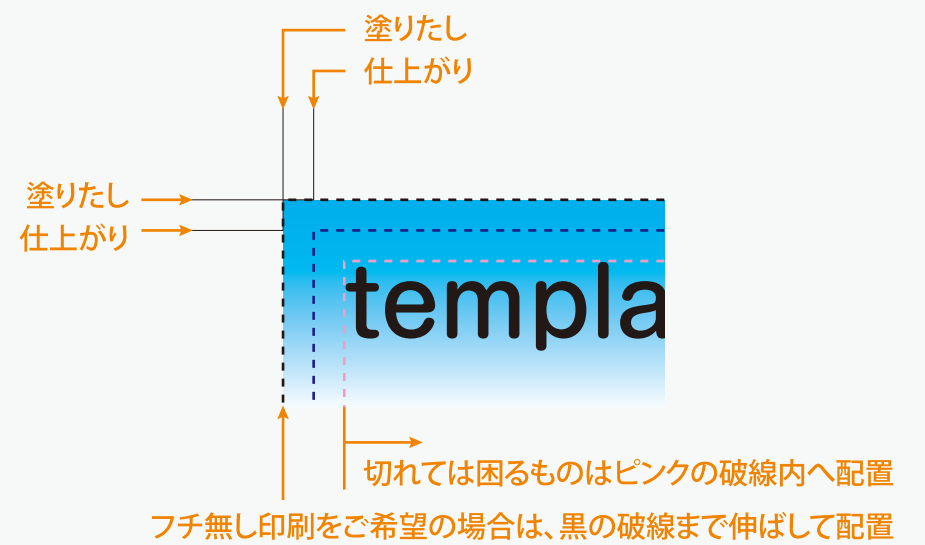 塗りたし
仕上がり
塗りたし
仕上がり
templa
切れては困るものはピンクの破線内へ配置
フチ無し印刷をご希望の場合は、黒の破線まで伸ばして配置